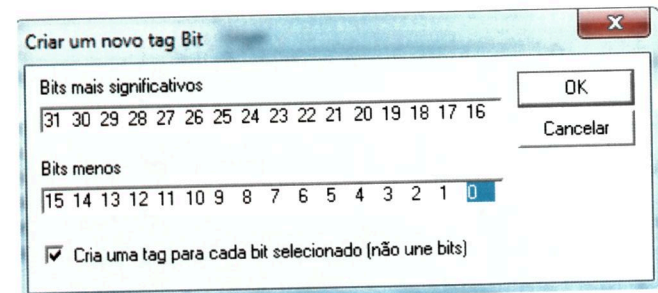 Criar um novo tag Bit
X
Bits mais significativos
31 30 29 28 27 26 25 24 23 22 21 20 19 18 17 16
OK
Cancelar
Bits menos
15 14 13 12 11 10 9 8 7 6 5 4 3 2 1 0
Cria uma tag para cada bit selecionado (não une bits)